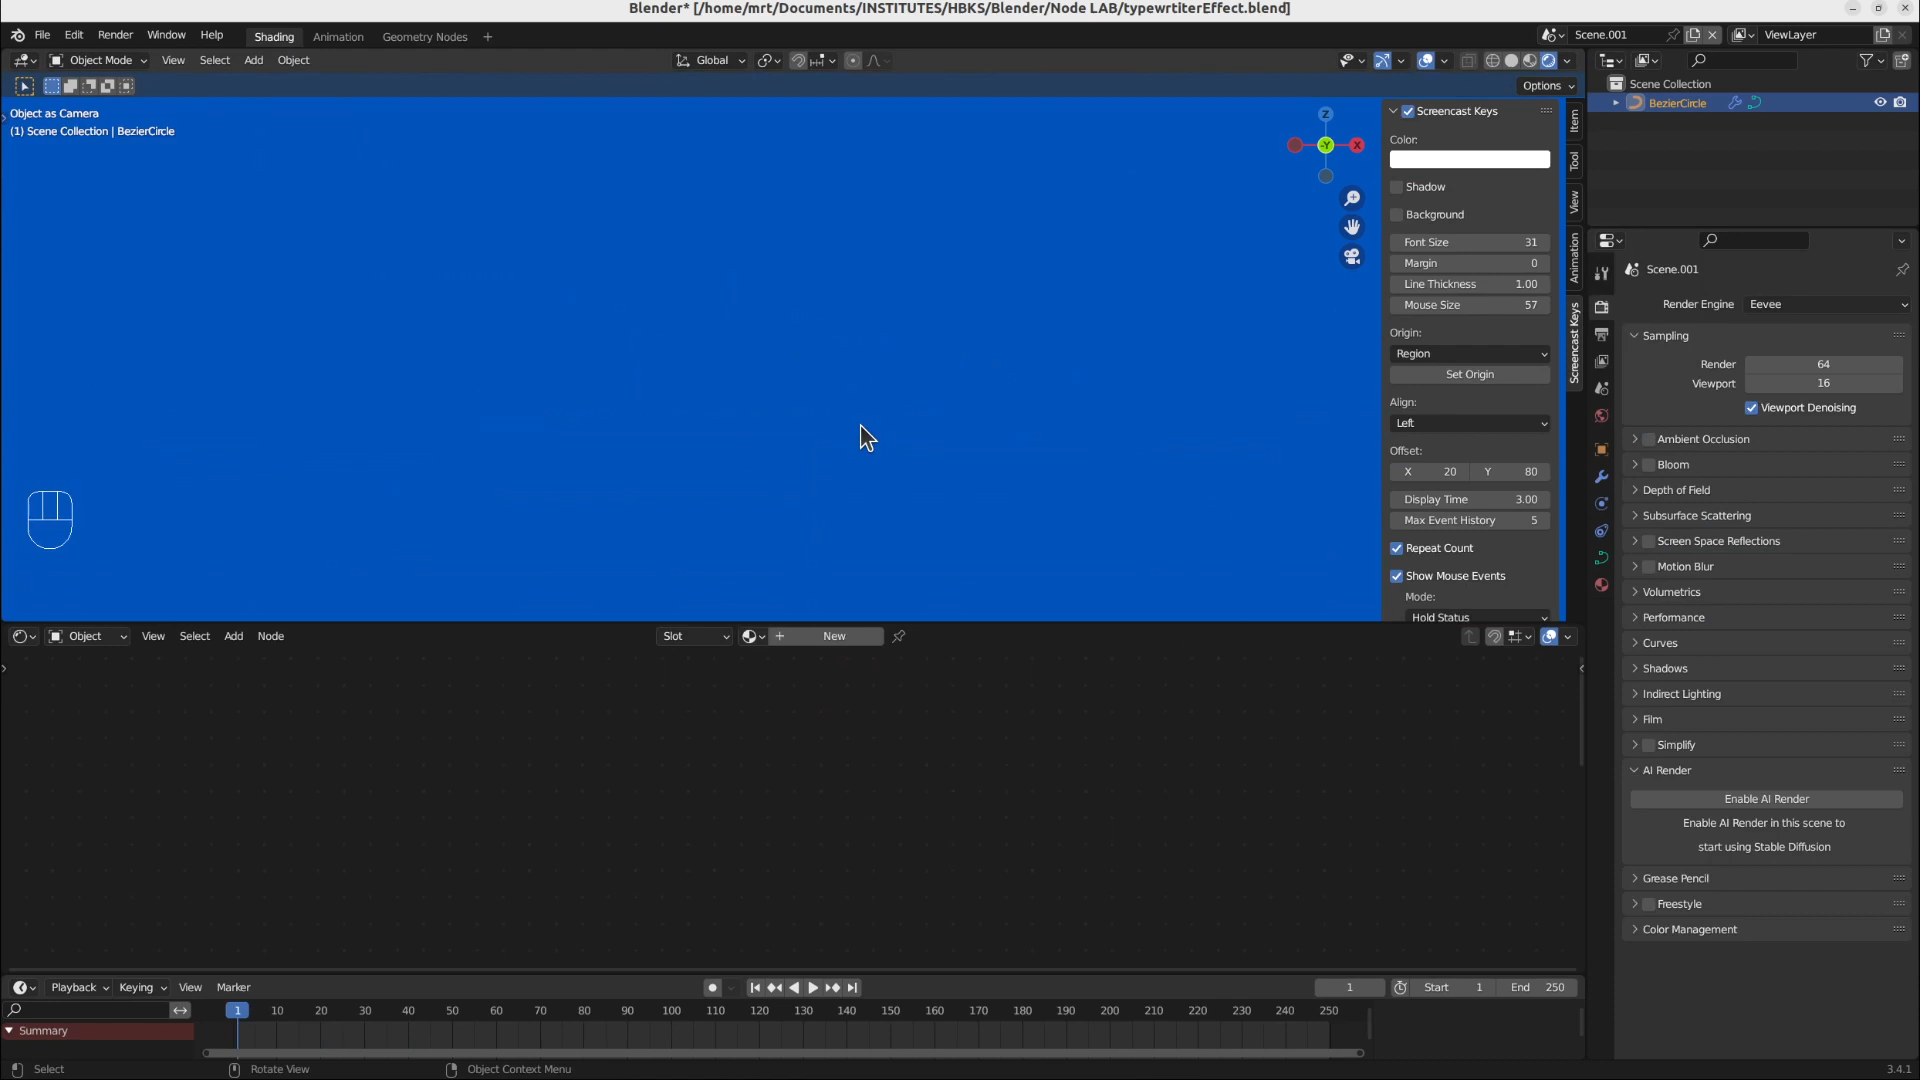 Blender* [/home/mrt/Documents/INSTITUTES/HBKS/Blender/Node LAB/typewrtiterEffect.blend]
File Edit Render Window Help Shading Animation Geometry Nodes + Scene.001 ViewLayer
Object Mode View Select Add Object Global
Options
Object as Camera
(1) Scene Collection | BezierCircle
Z
-Y X
Screencast Keys
Color:
Shadow
Background
Font Size 31
Margin 0
Line Thickness 1.00
Mouse Size 57
Origin:
Region
Set Origin
Align:
Left
Offset:
X 20 Y 80
Display Time 3.00
Max Event History 5
Repeat Count
Show Mouse Events
Mode:
Hold Status
Item
Tool
View
Animation
Screencast Keys
Scene Collection
BezierCircle
Scene.001
Render Engine Eevee
Sampling
Render 64
Viewport 16
Viewport Denoising
Ambient Occlusion
Bloom
Depth of Field
Subsurface Scattering
Screen Space Reflections
Motion Blur
Volumetrics
Performance
Curves
Shadows
Indirect Lighting
Film
Simplify
AI Render
Enable AI Render
Enable AI Render in this scene to
start using Stable Diffusion
Grease Pencil
Freestyle
Color Management
Object View Select Add Node Slot + New
Playback Keying View Marker 1 Start 1 End 250
1 10 20 30 40 50 60 70 80 90 100 110 120 130 140 150 160 170 180 190 200 210 220 230 240 250
Summary
Select Rotate View Object Context Menu 3.4.1